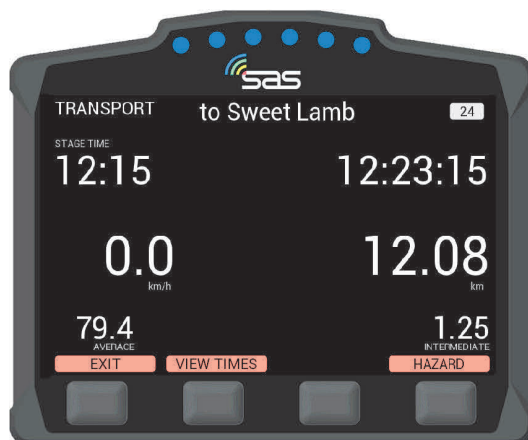 sas
TRANSPORT to Sweet Lamb 24
STAGE TIME
12:15 12:23:15
0.0 12.08
km/h km
79.4 1.25
AVERAGE INTERMEDIATE
EXIT VIEW TIMES HAZARD